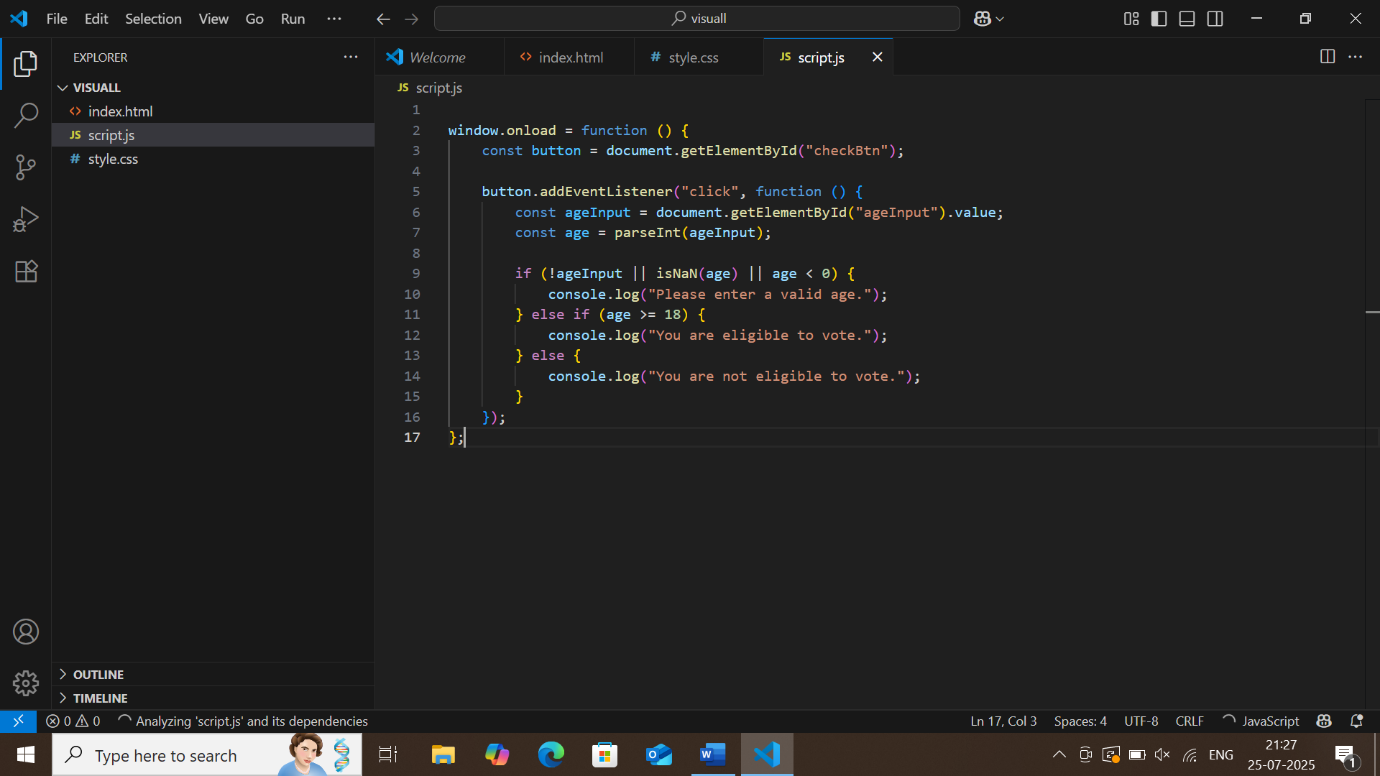 File Edit Selection View Go Run ··· visuall
EXPLORER ···
VISUALL
index.html
JS script.js
# style.css
OUTLINE
TIMELINE
Welcome <> index.html # style.css JS script.js
JS script.js
1
2 window.onload = function () {
3 const button = document.getElementById("checkBtn");
4
5 button.addEventListener("click", function () {
6 const ageInput = document.getElementById("ageInput").value;
7 const age = parseInt(ageInput);
8
9 if (!ageInput || isNaN(age) || age < 0) {
10 console.log("Please enter a valid age.");
11 } else if (age >= 18) {
12 console.log("You are eligible to vote.");
13 } else {
14 console.log("You are not eligible to vote.");
15 }
16 });
17 };
0 0 Analyzing 'script.js' and its dependencies Ln 17, Col 3 Spaces: 4 UTF-8 CRLF JavaScript
Type here to search ENG 21:27
25-07-2025 1